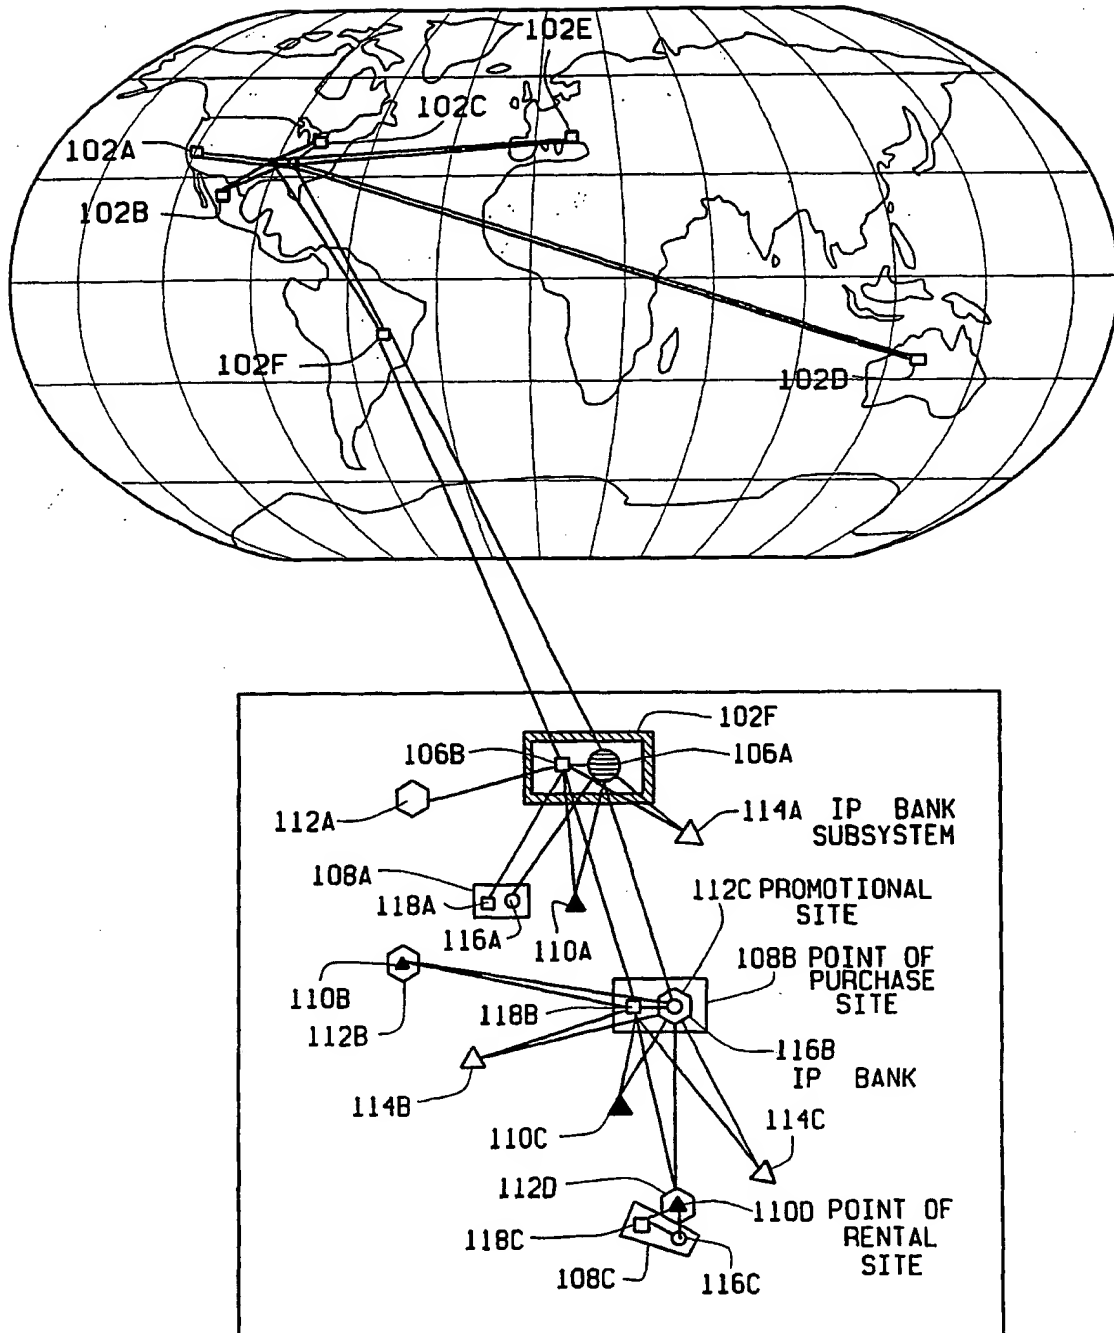 102E
102C
102A
102B
102F
102D
102F
106B
106A
112A
114A IP BANK
SUBSYSTEM
108A
118A
116A
110A
112C PROMOTIONAL
SITE
108B POINT OF
PURCHASE
SITE
110B
112B
118B
116B
IP BANK
114B
110C
114C
112D
110D POINT OF
RENTAL
SITE
118C
108C
116C